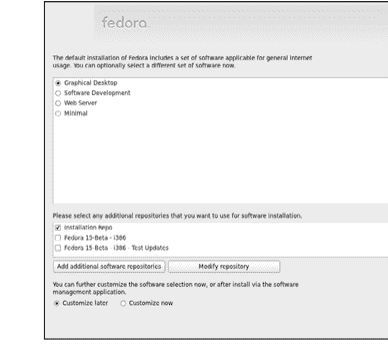 fedora.
The default installation of Fedora includes a set of software applicable for general internet
usage. You can optionally select a different set of software now.
Graphical Desktop
Software Development
Web Server
Minimal
Please select any additional repositories that you want to use for software installation.
Installation Repo
Fedora 15-Beta - i386
Fedora 15-Beta - i386 - Test Updates
Add additional software repositories
Modify repository
You can further customize the software selection now, or after install via the software
management application.
Customize later
Customize now